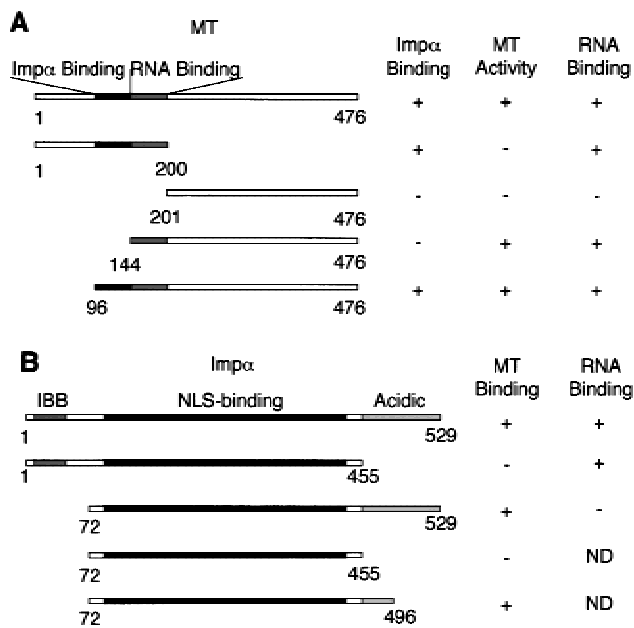 A
MT
Impα Binding RNA Binding
Impα Binding
MT Activity
RNA Binding
1 476 + + +
1 200 + - +
201 476 - - -
144 476 - + +
96 476 + + +
B
Impα
MT Binding
RNA Binding
IBB NLS-binding Acidic
1 529 + +
1 455 - +
72 529 + -
72 455 - ND
72 496 + ND